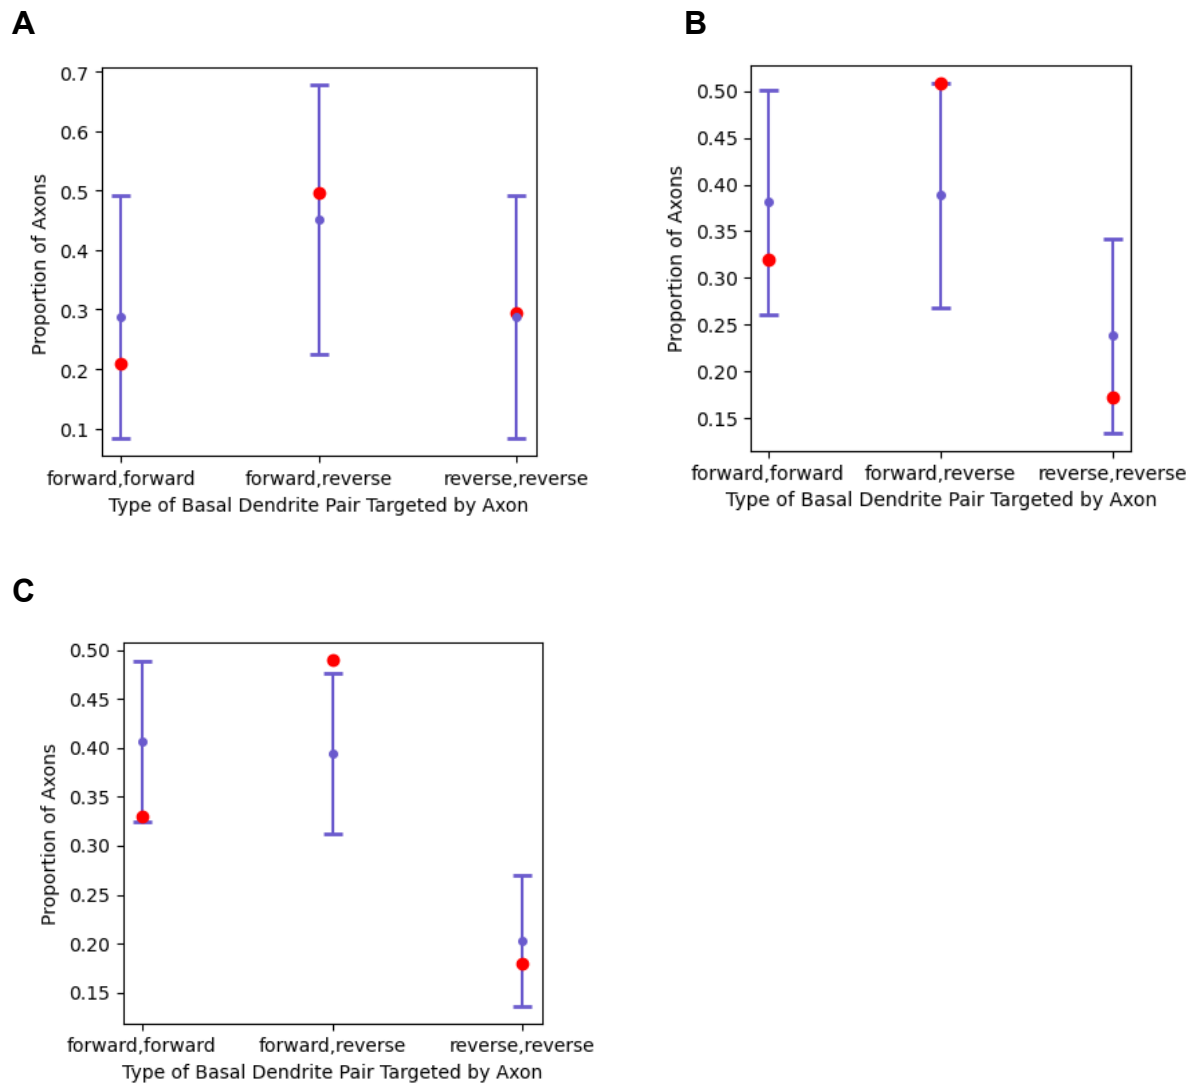 A
B
0.7
0.6
0.5
0.4
0.3
0.2
0.1
Proportion of Axons
forward,forward
forward,reverse
reverse,reverse
Type of Basal Dendrite Pair Targeted by Axon
0.50
0.45
0.40
0.35
0.30
0.25
0.20
0.15
Proportion of Axons
forward,forward
forward,reverse
reverse,reverse
Type of Basal Dendrite Pair Targeted by Axon
C
0.50
0.45
0.40
0.35
0.30
0.25
0.20
0.15
Proportion of Axons
forward,forward
forward,reverse
reverse,reverse
Type of Basal Dendrite Pair Targeted by Axon